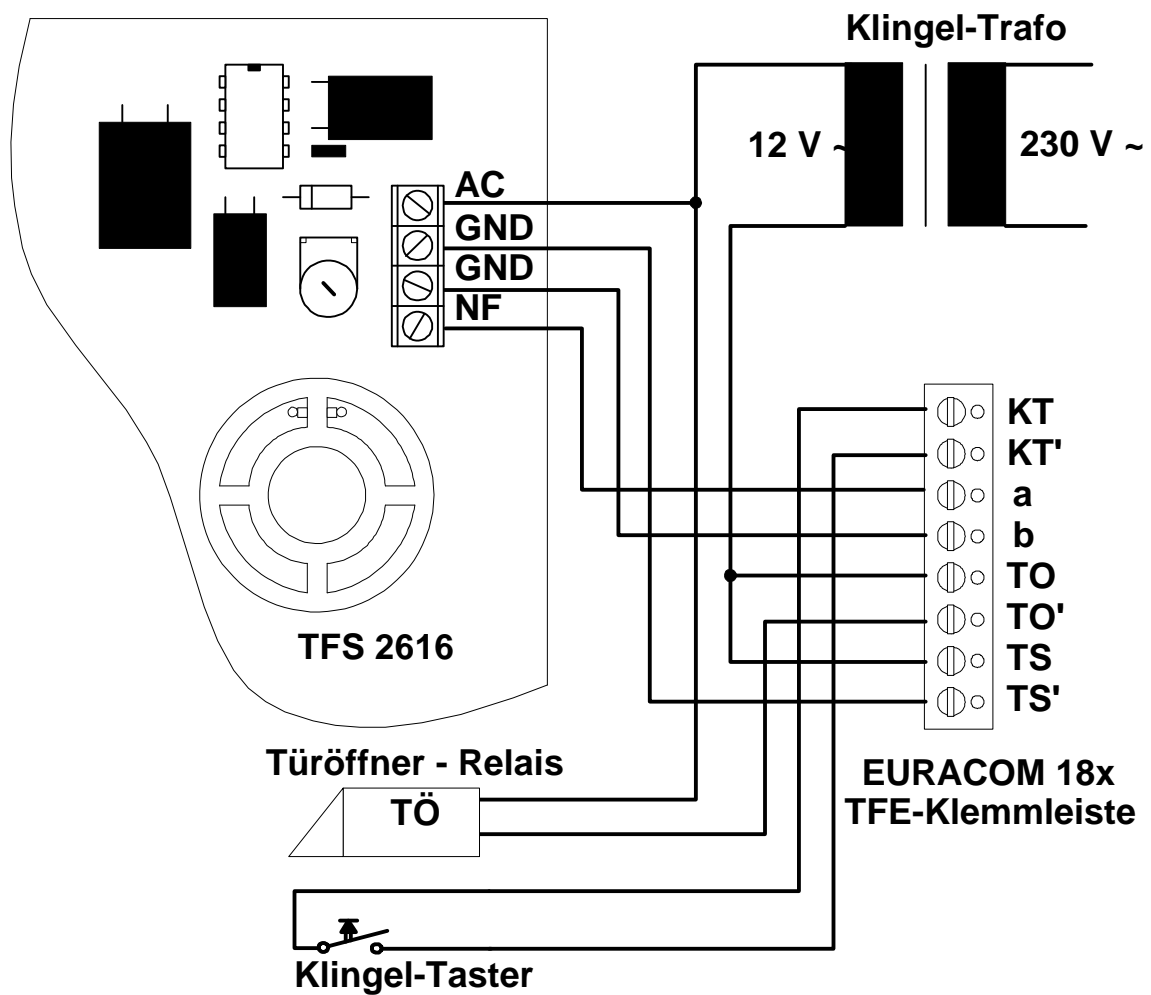 Klingel-Trafo
12 V ~
230 V ~
AC
GND
GND
NF
KT
KT'
a
b
TO
TO'
TS
TS'
TFS 2616
Türöffner - Relais
TÖ
EURACOM 18x
TFE-Klemmleiste
Klingel-Taster